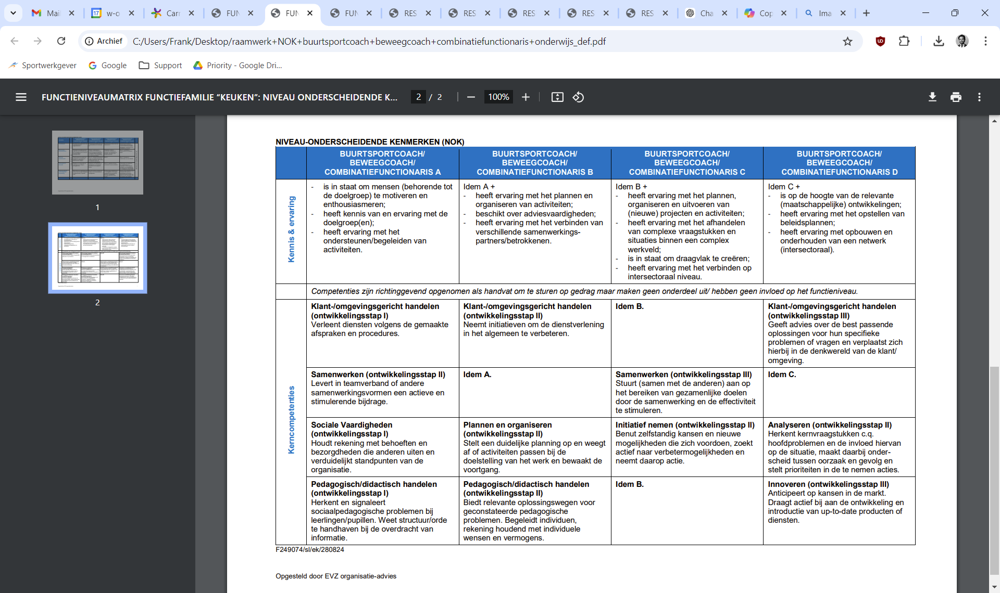 Mail
17
w-o
Carr
FUN
FUN
FUN
RES
RES
RES
RES
RES
Cha
Cop
Ima
Archief
C:/Users/Frank/Desktop/raamwerk+NOK+buurtsportcoach+beweegcoach+combinatiefunctionaris+onderwijs_def.pdf
Sportwerkgever
Google
Support
Priority - Google Dri...
FUNCTIENIVEAUMATRIX FUNCTIEFAMILIE “KEUKEN”: NIVEAU ONDERSCHEIDENDE K...
2 / 2
100%
1
2
NIVEAU-ONDERSCHEIDENDE KENMERKEN (NOK)
BUURTSPORTCOACH/
BEWEEGCOACH/
COMBINATIEFUNCTIONARIS A
BUURTSPORTCOACH/
BEWEEGCOACH/
COMBINATIEFUNCTIONARIS B
BUURTSPORTCOACH/
BEWEEGCOACH/
COMBINATIEFUNCTIONARIS C
BUURTSPORTCOACH/
BEWEEGCOACH/
COMBINATIEFUNCTIONARIS D
Kennis & ervaring
- is in staat om mensen (behorende tot
de doelgroep) te motiveren en
enthousiasmeren;
- heeft kennis van en ervaring met de
doelgroep(en);
- heeft ervaring met het
ondersteunen/begeleiden van
activiteiten.
Idem A +
- heeft ervaring met het plannen en
organiseren van activiteiten;
- beschikt over adviesvaardigheden;
- heeft ervaring met het verbinden van
verschillende samenwerkings-
partners/betrokkenen.
Idem B +
- heeft ervaring met het plannen,
organiseren en uitvoeren van
(nieuwe) projecten en activiteiten;
- heeft ervaring met het afhandelen
van complexe vraagstukken en
situaties binnen een complex
werkveld;
- is in staat om draagvlak te creëren;
- heeft ervaring met het verbinden op
intersectoraal niveau.
Idem C +
- is op de hoogte van de relevante
(maatschappelijke) ontwikkelingen;
- heeft ervaring met het opstellen van
beleidsplannen;
- heeft ervaring met opbouwen en
onderhouden van een netwerk
(intersectoraal).
Competenties zijn richtinggevend opgenomen als handvat om te sturen op gedrag maar maken geen onderdeel uit/ hebben geen invloed op het functieniveau.
Kerncompetenties
Klant-/omgevingsgericht handelen
(ontwikkelingsstap I)
Verleent diensten volgens de gemaakte
afspraken en procedures.
Klant-/omgevingsgericht handelen
(ontwikkelingsstap II)
Neemt initiatieven om de dienstverlening
in het algemeen te verbeteren.
Idem B.
Klant-/omgevingsgericht handelen
(ontwikkelingsstap III)
Geeft advies over de best passende
oplossingen voor hun specifieke
problemen of vragen en verplaatst zich
hierbij in de denkwereld van de klant/
omgeving.
Samenwerken (ontwikkelingsstap II)
Levert in teamverband of andere
samenwerkingsvormen een actieve en
stimulerende bijdrage.
Idem A.
Samenwerken (ontwikkelingsstap III)
Stuurt (samen met de anderen) aan op
het bereiken van gezamenlijke doelen
door de samenwerking en de effectiviteit
te stimuleren.
Idem C.
Sociale Vaardigheden
(ontwikkelingsstap I)
Houdt rekening met behoeften en
bezorgdheden die anderen uiten en
verduidelijkt standpunten van de
organisatie.
Plannen en organiseren
(ontwikkelingsstap II)
Stelt een duidelijke planning op en weegt
af of activiteiten passen bij de
doelstelling van het werk en bewaakt de
voortgang.
Initiatief nemen (ontwikkelingsstap II)
Benut zelfstandig kansen en nieuwe
mogelijkheden die zich voordoen, zoekt
actief naar verbetermogelijkheden en
neemt daarop actie.
Analyseren (ontwikkelingsstap II)
Herkent kernvraagstukken c.q.
hoofdproblemen en de invloed hiervan
op de situatie, maakt daarbij onder-
scheid tussen oorzaak en gevolg en
stelt prioriteiten in de te nemen acties.
Pedagogisch/didactisch handelen
(ontwikkelingsstap I)
Herkent en signaleert
sociaalpedagogische problemen bij
leerlingen/pupillen. Weet structuur/orde
te handhaven bij de overdracht van
informatie.
Pedagogisch/didactisch handelen
(ontwikkelingsstap II)
Biedt relevante oplossingswegen voor
geconstateerde pedagogische
problemen. Begeleidt individuen,
rekening houdend met individuele
wensen en vermogens.
Idem B.
Innoveren (ontwikkelingsstap III)
Anticipeert op kansen in de markt.
Draagt actief bij aan de ontwikkeling en
introductie van up-to-date producten of
diensten.
F249074/sl/ek/280824
Opgesteld door EVZ organisatie-advies